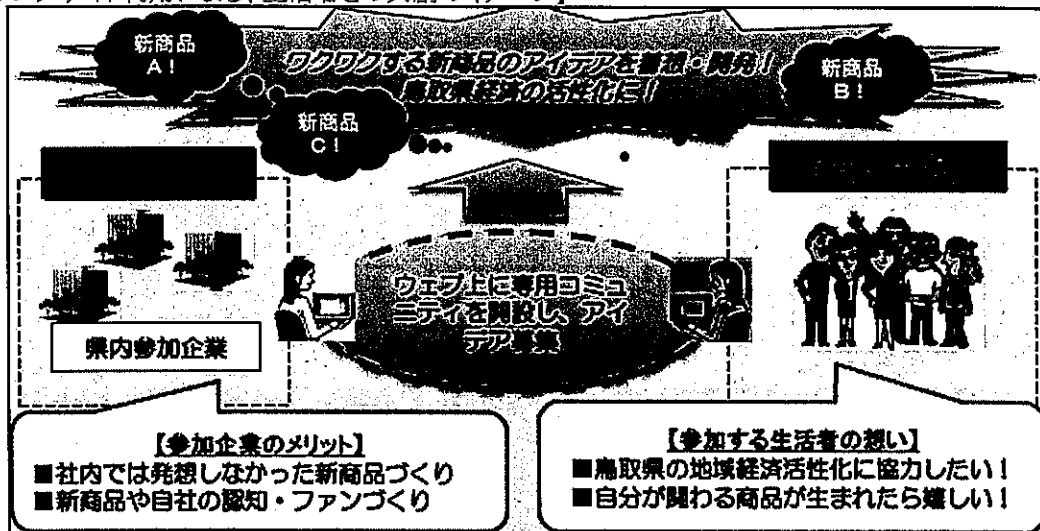 新商品
A！
ワクワクする新商品のアイデアを着想・開発！
鳥取県経済の活性化に！
新商品
B！
新商品
C！
ウェブ上に専用コミュ
ニティを開設し、アイ
デア募集
県内参加企業
【参加企業のメリット】
■社内では発想しなかった新商品づくり
■新商品や自社の認知・ファンづくり
【参加する生活者の想い】
■鳥取県の地域経済活性化に協力したい！
■自分が関わる商品が生まれたら嬉しい！